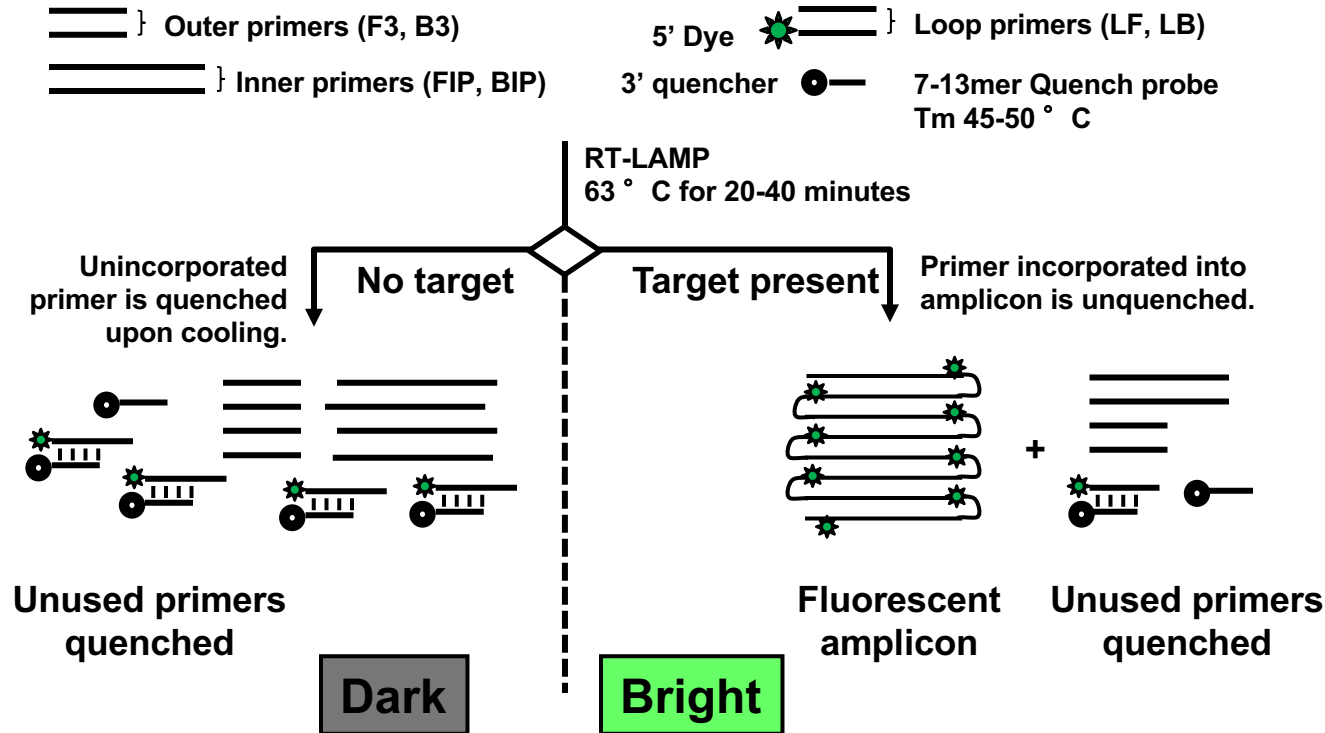 Outer primers (F3, B3)
Inner primers (FIP, BIP)
5’ Dye
Loop primers (LF, LB)
3’ quencher
7-13mer Quench probe
Tm 45-50 ° C
RT-LAMP
63 ° C for 20-40 minutes
Unincorporated
primer is quenched
upon cooling.
No target
Target present
Primer incorporated into
amplicon is unquenched.
+
Unused primers
quenched
Fluorescent
amplicon
Unused primers
quenched
Dark
Bright